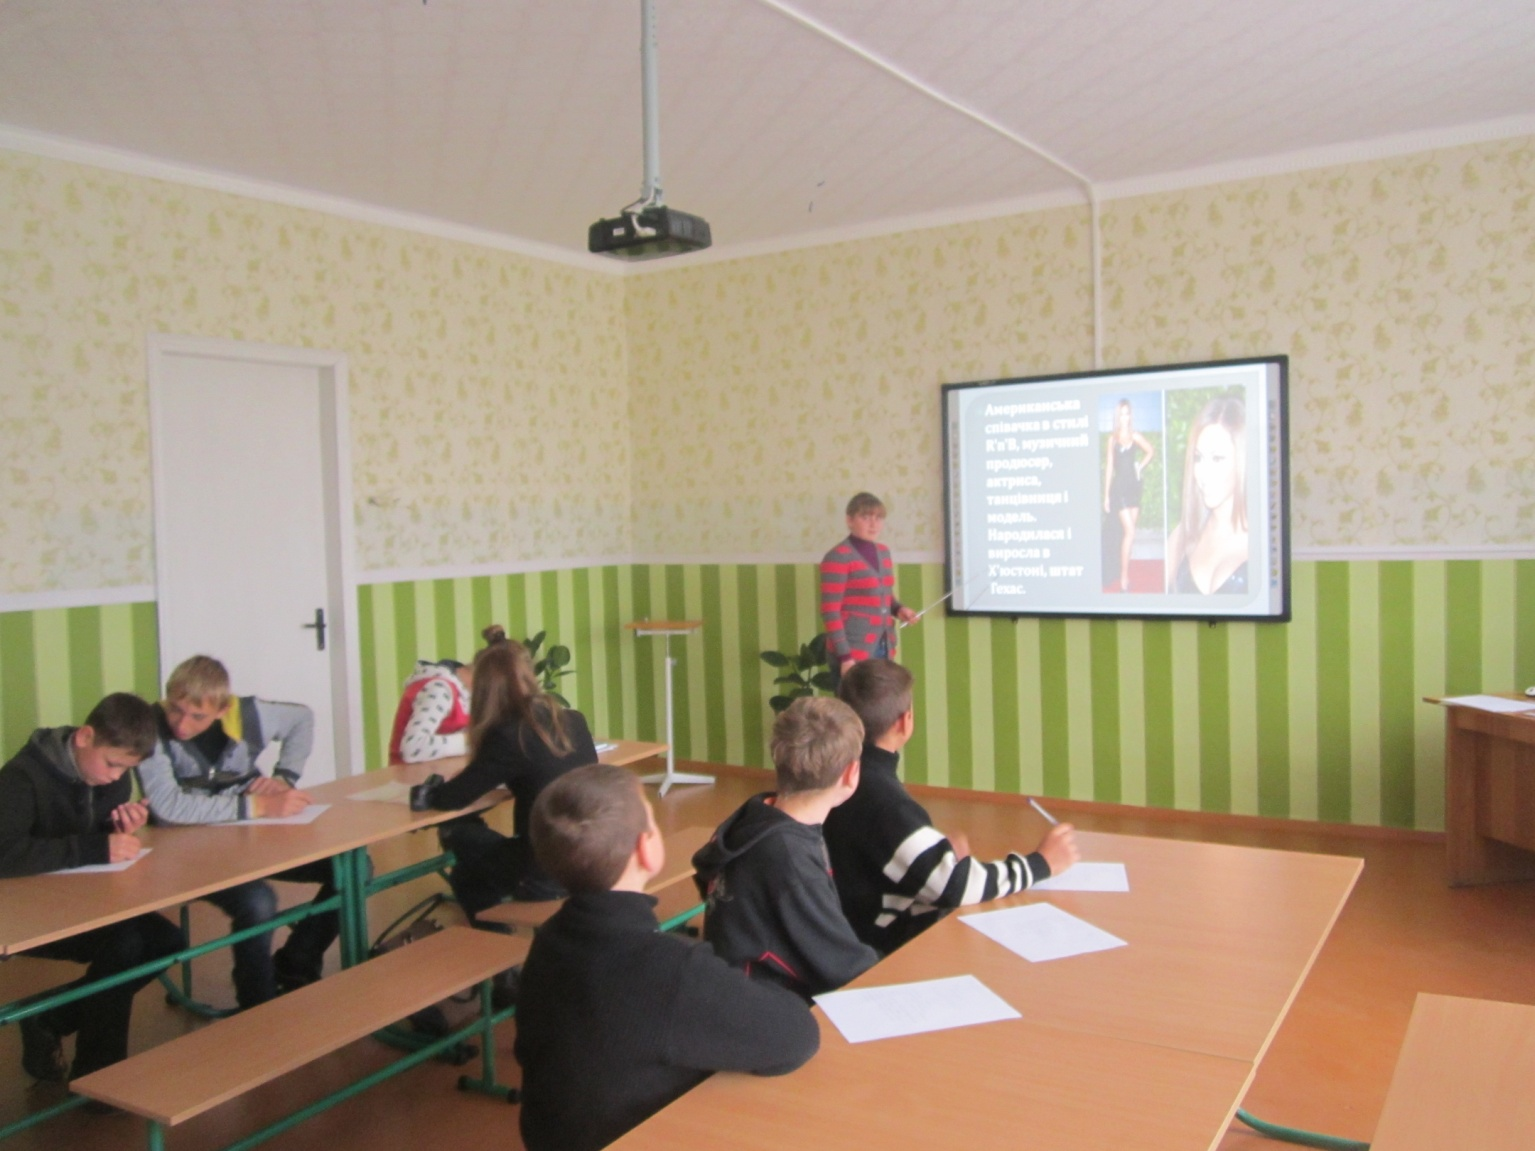 Американська
співачка в стилі
R'n'B, музичний
продюсер,
актриса,
танцівниця і
модель.
Народилася і
виросла в
Х'юстоні, штат
Техас.